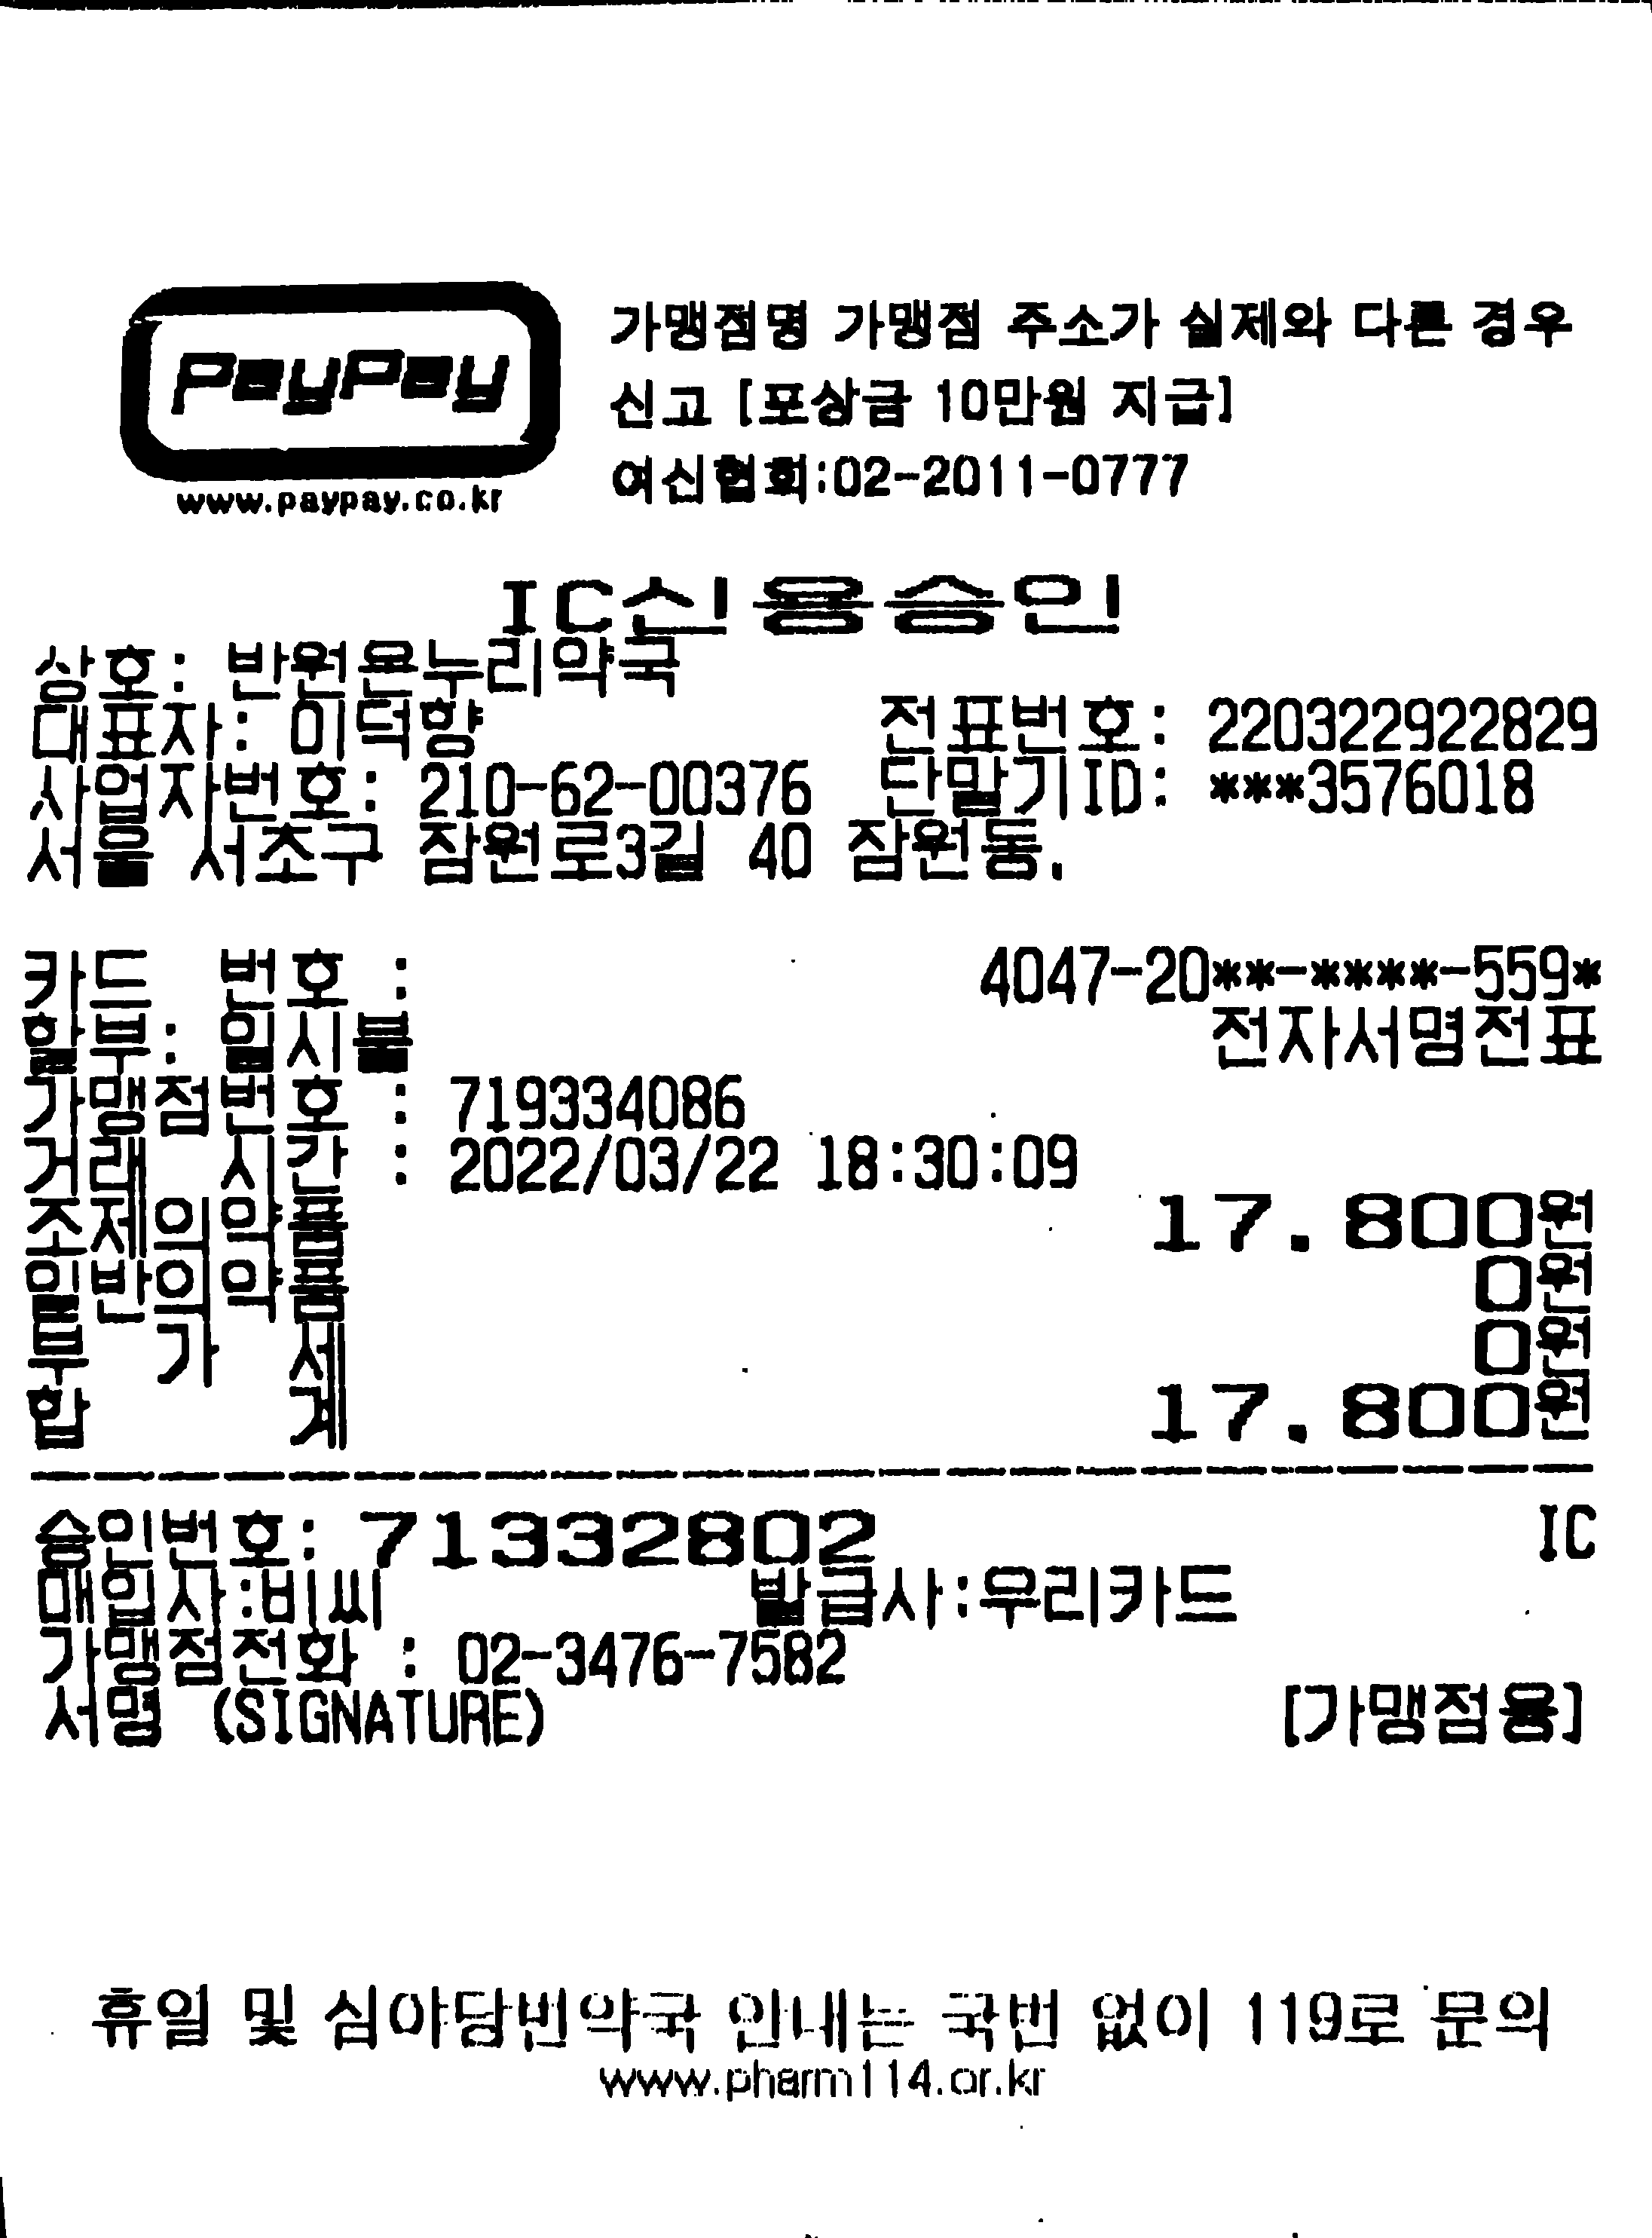 PayPay
www.paypay.co.kr
가맹점명 가맹점 주소가 실제와 다른 경우
신고 [포상금 10만원 지급]
여신협회:02-2011-0777
IC신용승인
상호: 반원온누리약국
대표자: 이덕향 전표번호: 220322922829
사업자번호: 210-62-00376 단말기ID: ***3576018
서울 서초구 잠원로3길 40 잠원동,
카드 번호 : 4047-20**-****-559*
할부: 일시불 전자서명전표
가맹점번호 : 719334086
거래 시간 : 2022/03/22 18:30:09
조제의약품 17,800원
일반의약품 0원
부 가 세 0원
합 계 17,800원
승인번호: 71332802 IC
매입사:비씨 발급사:우리카드
가맹점전화 : 02-3476-7582
서명 (SIGNATURE) [가맹점용]
휴일 및 심야당번약국 안내는 국번 없이 119로 문의
www.pharm114.or.kr